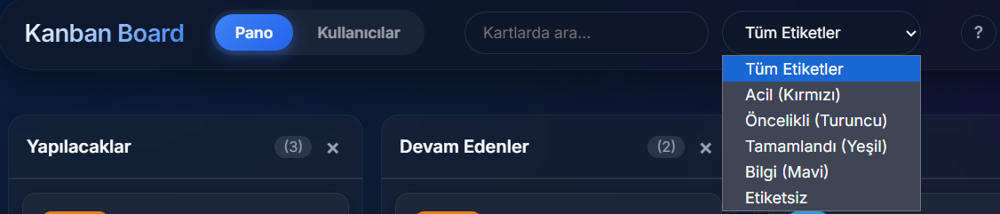 Kanban Board
Pano
Kullanıcılar
Kartlarda ara...
Tüm Etiketler
?
Tüm Etiketler
Acil (Kırmızı)
Öncelikli (Turuncu)
Tamamlandı (Yeşil)
Bilgi (Mavi)
Etiketsiz
Yapılacaklar (3) ×
Devam Edenler (2) ×